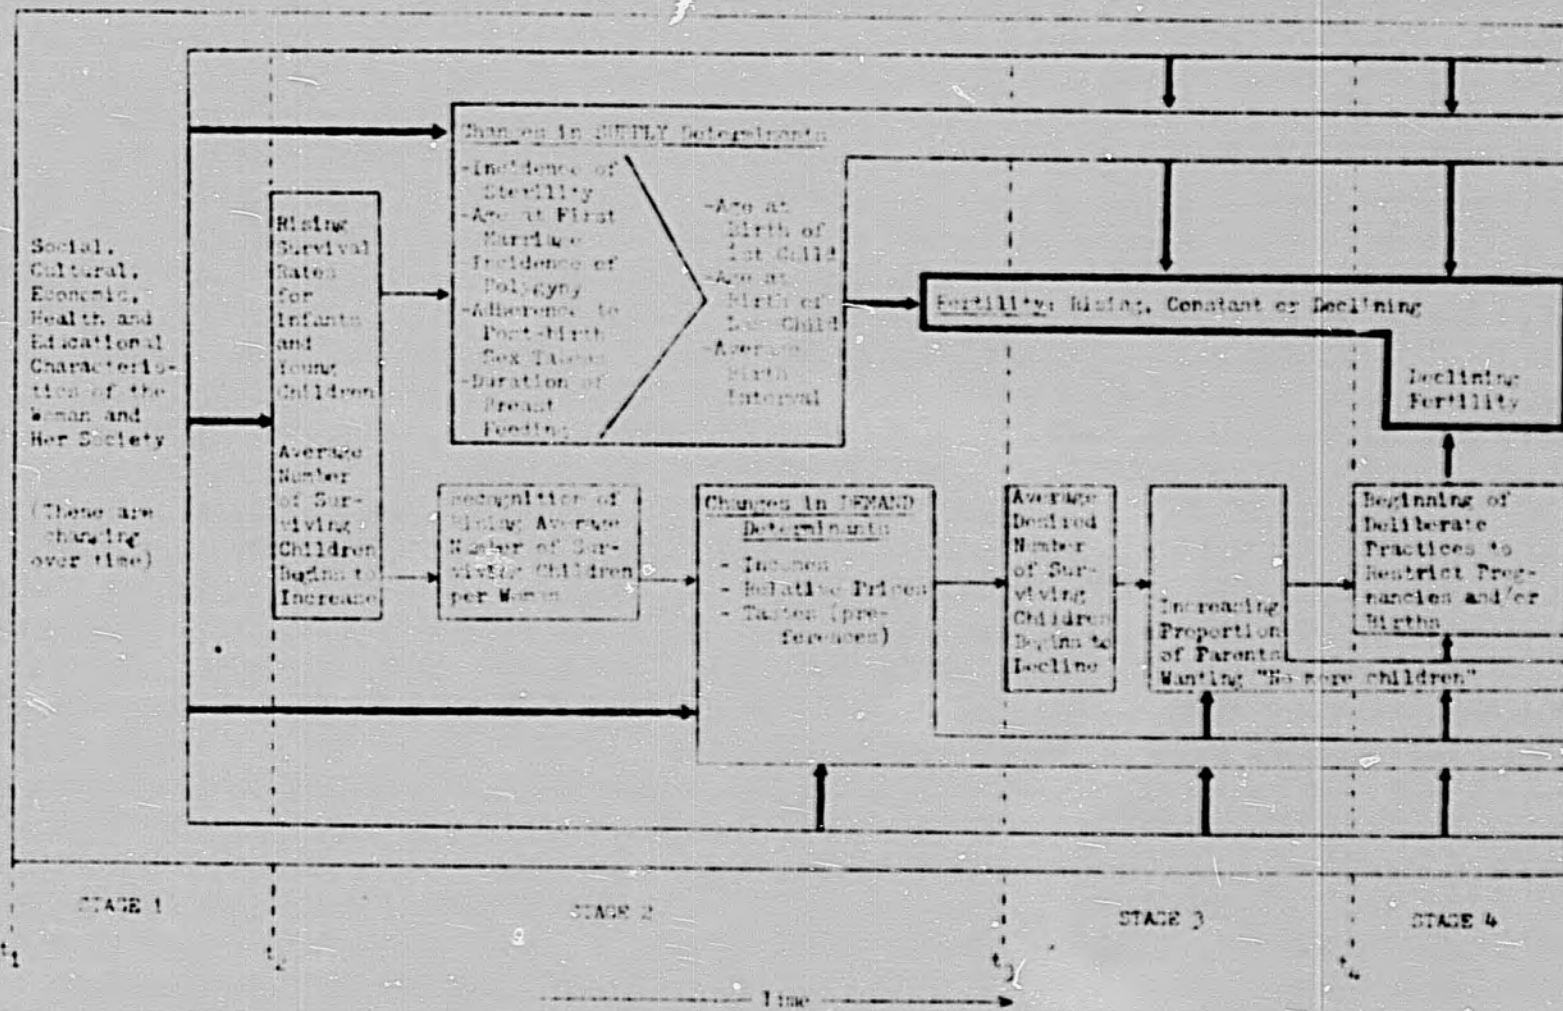 Social,
Cultural,
Economic,
Health and
Educational
Characteris-
tics of the
Woman and
Her Society
(These are
changing
over time)
Rising
Survival
Rates
for
Infants
and
Young
Children
Average
Number
of Sur-
viving
Children
Begins to
Increase
Changes in SUPPLY Determinants
-Incidence of
Sterility
-Age at First
Marriage
-Incidence of
Polygyny
-Adherence to
Post-birth
Sex Taboos
-Duration of
Breast
Feeding
-Age at
Birth of
1st Child
-Age at
Birth of
Last Child
-Average
Birth
Interval
Fertility: Rising, Constant or Declining
Declining
Fertility
Recognition of
Rising Average
Number of Sur-
viving Children
per Woman
Changes in DEMAND
Determinants
- Incomes
- Relative Prices
- Tastes (pre-
ferences)
Average
Desired
Number
of Sur-
viving
Children
Begins to
Decline
Increasing
Proportion
of Parents
Wanting "No more children"
Beginning of
Deliberate
Practices to
Restrict Preg-
nancies and/or
Births
STAGE 1
STAGE 2
STAGE 3
STAGE 4
t1
t2
t3
t4
Time